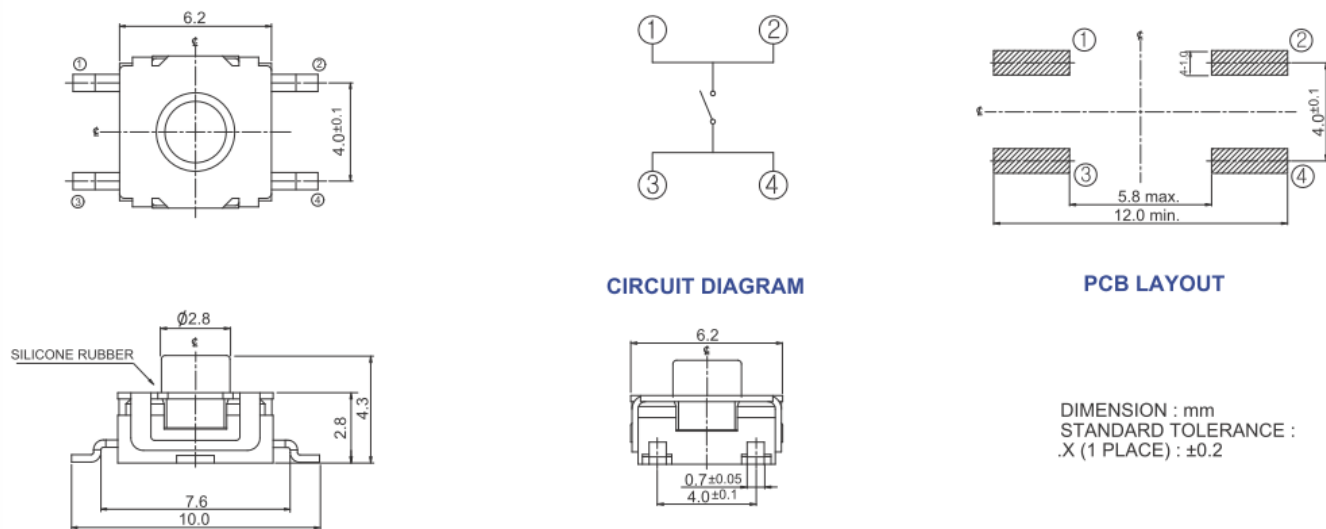 6.2
℄
① ②
℄
4.0±0.1
③ ④
① ②
③ ④
CIRCUIT DIAGRAM
℄
① ②
4-1.0
℄
4.0±0.1
③ ④
5.8 max.
12.0 min.
PCB LAYOUT
Ø2.8
℄
SILICONE RUBBER
2.8
4.3
7.6
10.0
6.2
℄
0.7±0.05
4.0±0.1
DIMENSION : mm
STANDARD TOLERANCE :
.X (1 PLACE) : ±0.2